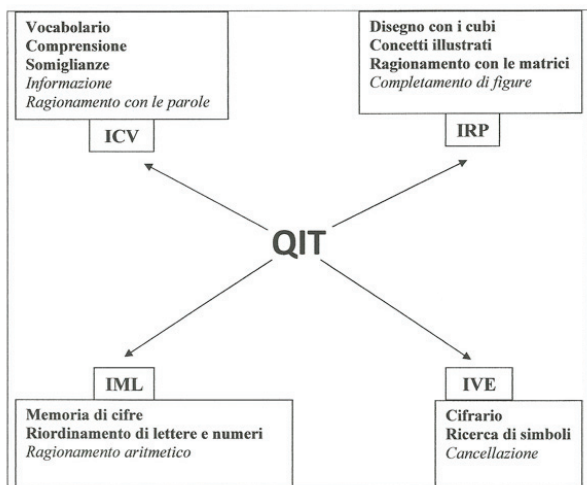 Vocabolario
Comprensione
Somiglianze
Informazione
Ragionamento con le parole
ICV
Disegno con i cubi
Concetti illustrati
Ragionamento con le matrici
Completamento di figure
IRP
QIT
IML
Memoria di cifre
Riordinamento di lettere e numeri
Ragionamento aritmetico
IVE
Cifrario
Ricerca di simboli
Cancellazione